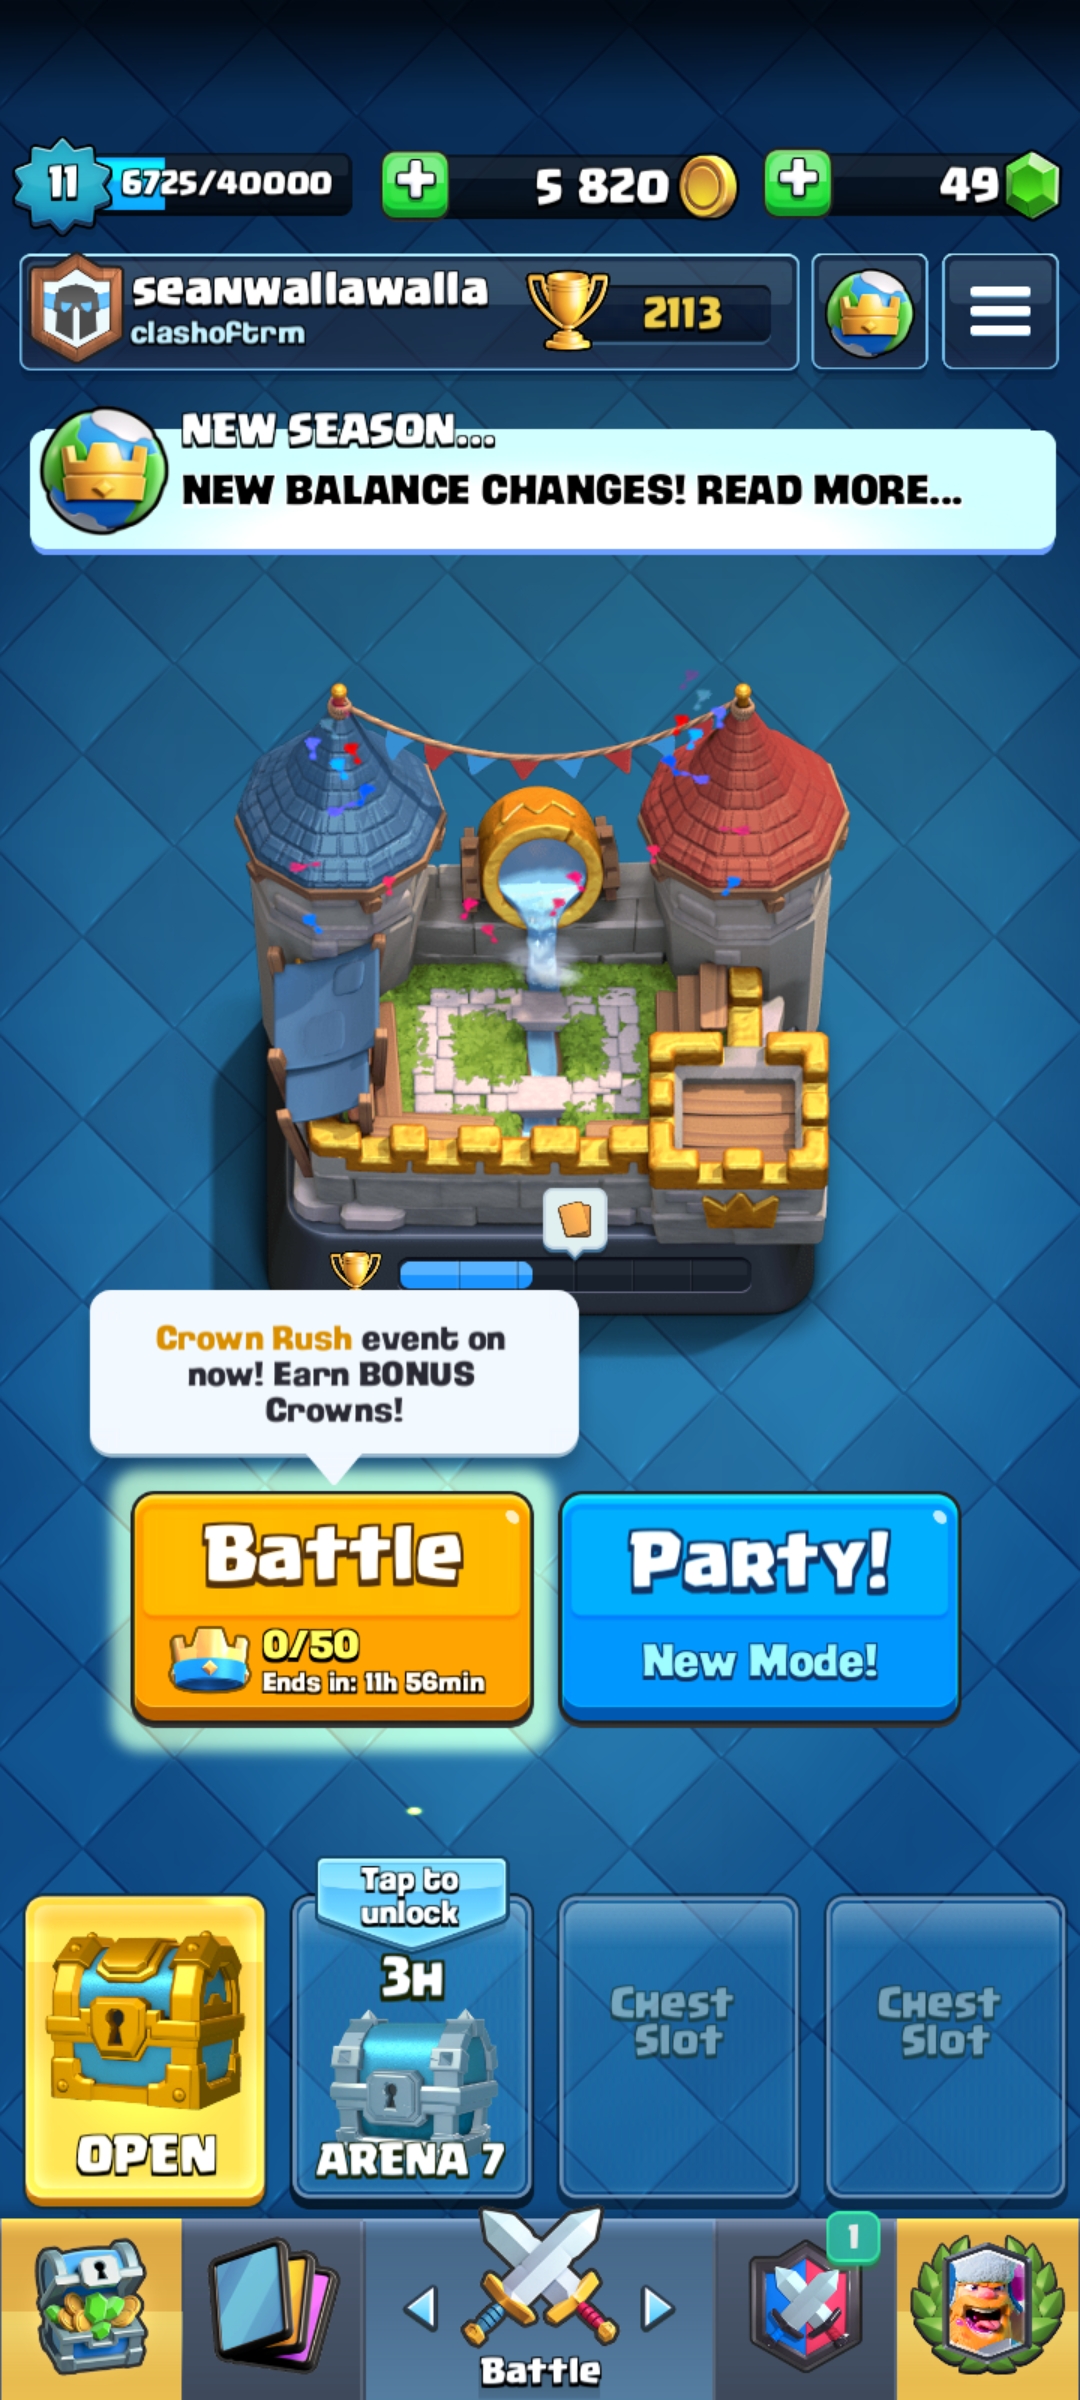 11
6725/40000
5 820
49
seanwallawalla
clashoftrm
2113
NEW SEASON...
NEW BALANCE CHANGES! READ MORE...
Crown Rush event on
now! Earn BONUS
Crowns!
Battle
0/50
Ends in: 11h 56min
Party!
New Mode!
OPEN
Tap to
unlock
3H
ARENA 7
Chest
Slot
Chest
Slot
1
Battle